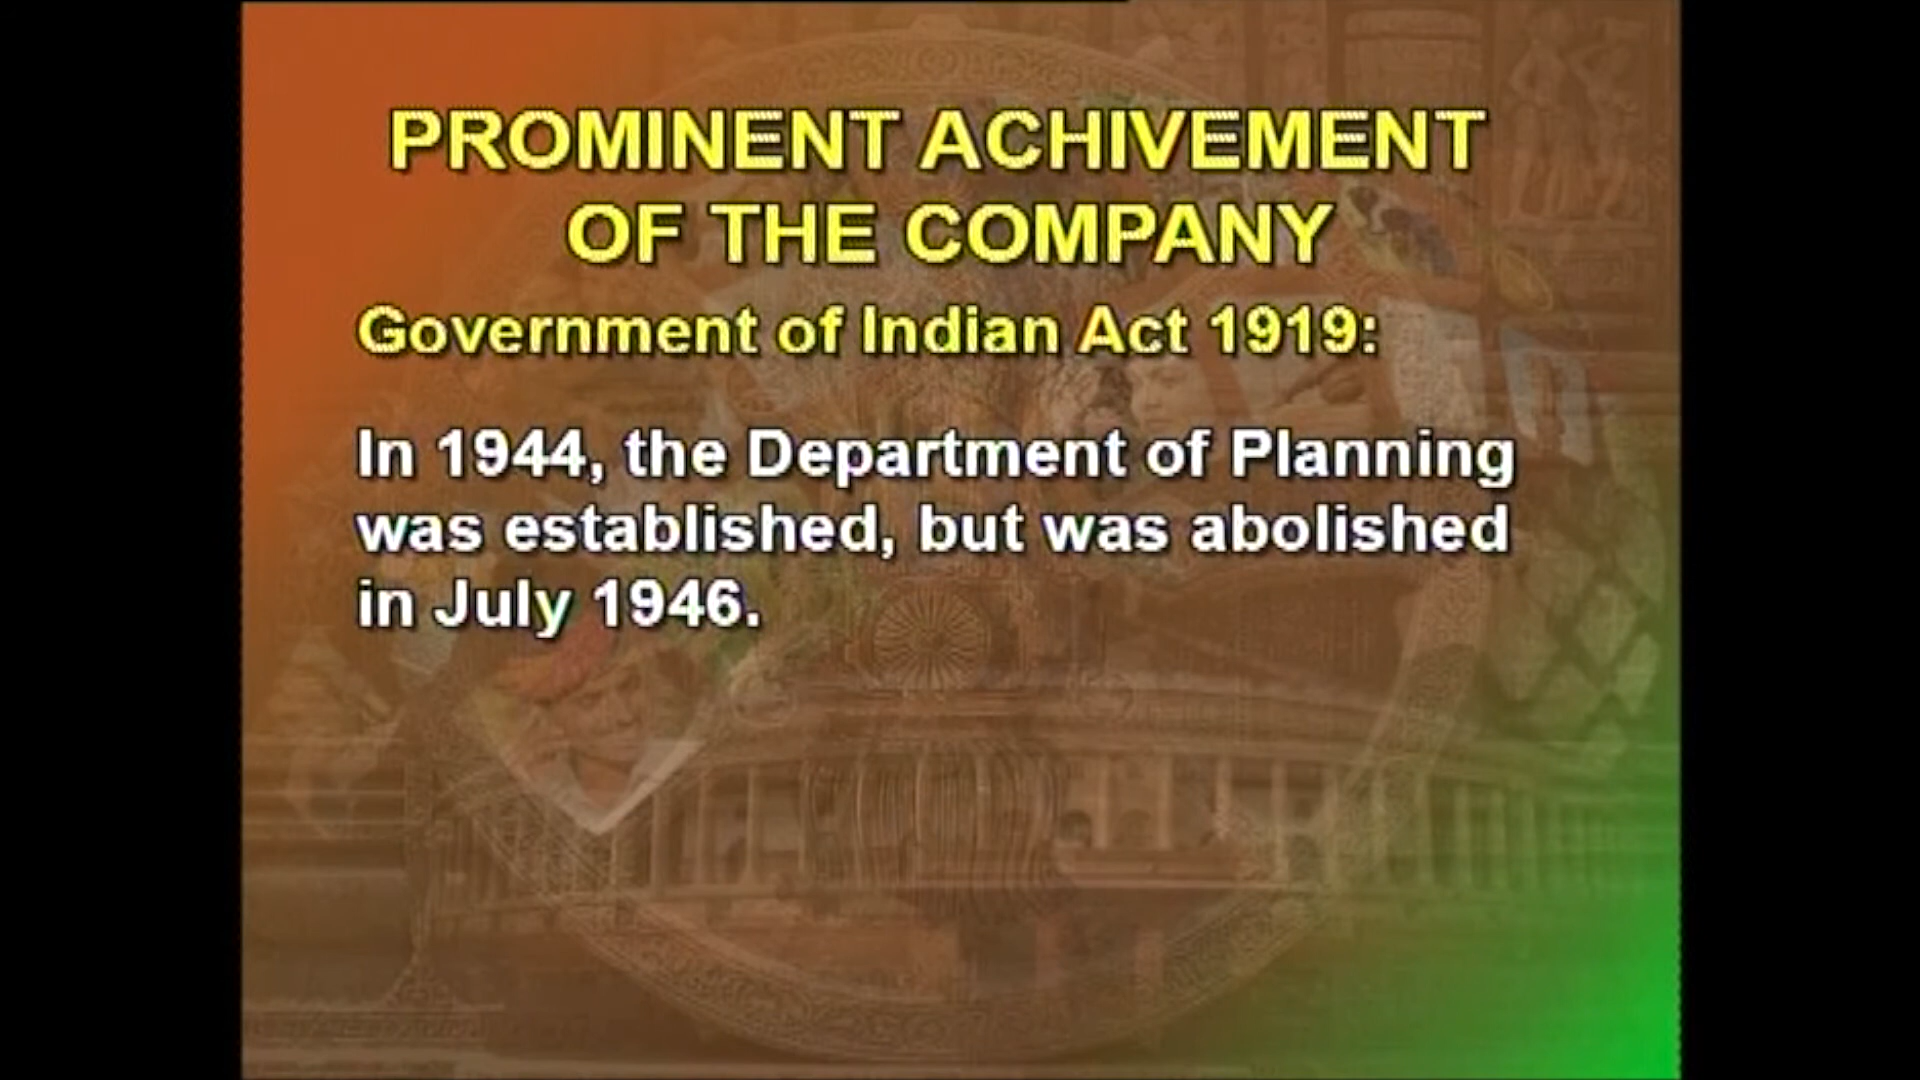 PROMINENT ACHIVEMENT
OF THE COMPANY
Government of Indian Act 1919:
In 1944, the Department of Planning
was established, but was abolished
in July 1946.